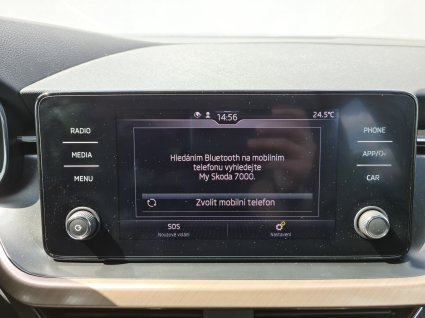 14:56
24.5°C
RADIO
MEDIA
MENU
Hledáním Bluetooth na mobilním
telefonu vyhledejte
My Skoda 7000.
Zvolit mobilní telefon
SOS
Nouzové volání
Nastavení
PHONE
APP/
CAR